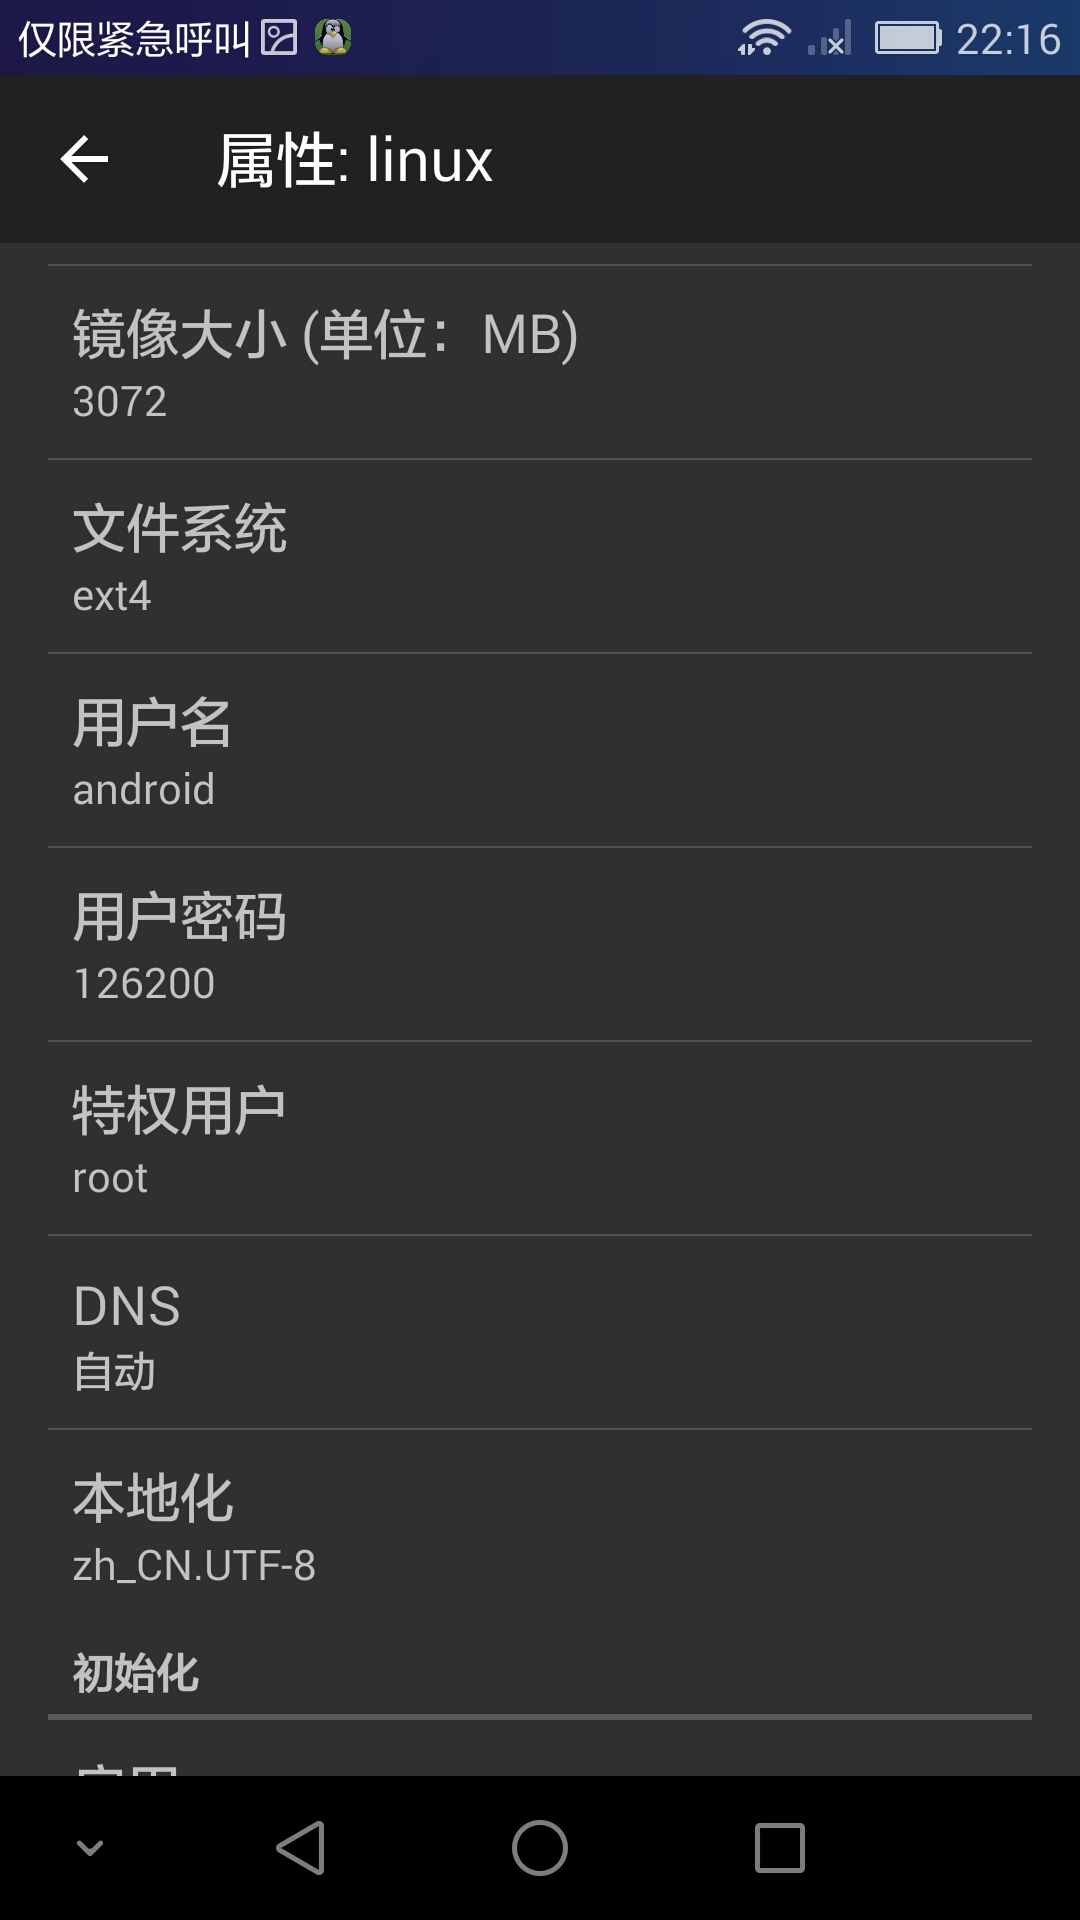 仅限紧急呼叫 22:16
属性: linux
镜像大小 (单位：MB)
3072
文件系统
ext4
用户名
android
用户密码
126200
特权用户
root
DNS
自动
本地化
zh_CN.UTF-8
初始化